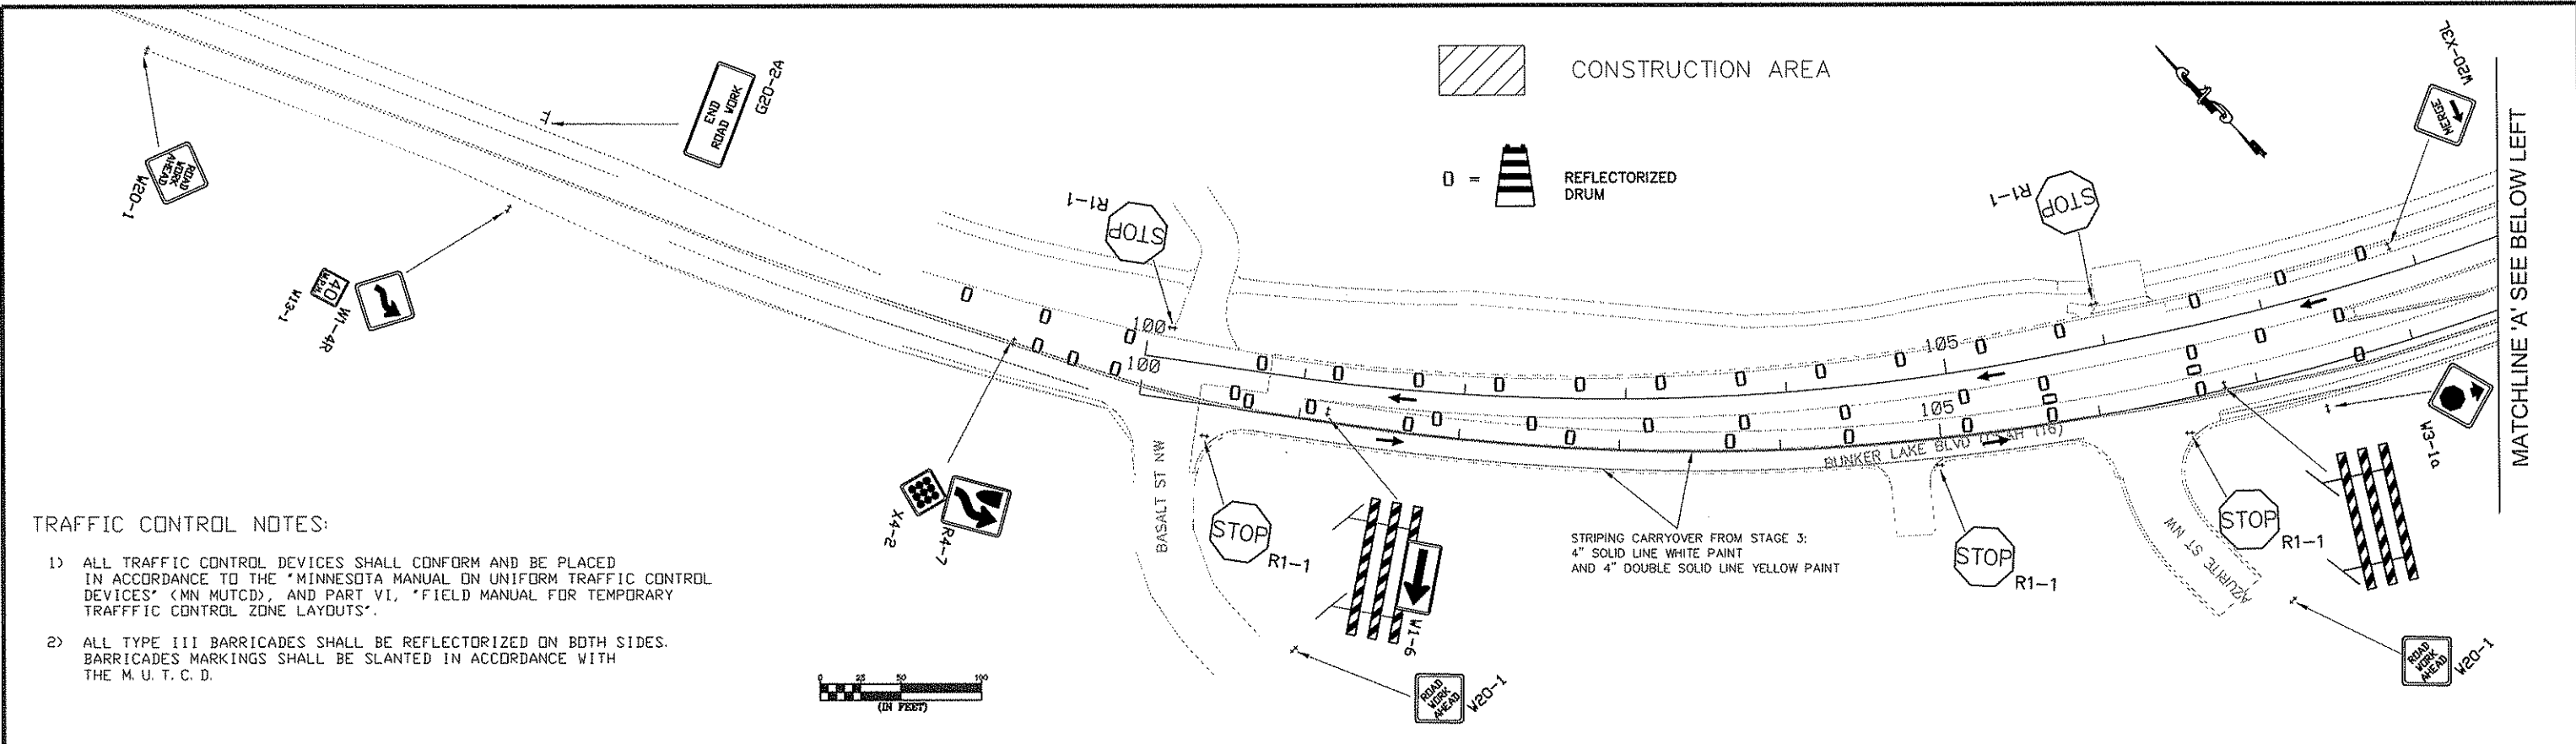 CONSTRUCTION AREA
0 =
REFLECTORIZED
DRUM
MATCHLINE 'A' SEE BELOW LEFT
W20-X3L
MERGE
END
ROAD WORK
G20-2A
ROAD
WORK
AHEAD
W20-1
40
M.P.H.
W13-1
W1-4R
STOP
R1-1
STOP
R1-1
100
100
105
105
BUNKER LAKE BLVD (CSAH 116)
W3-1a
X4-2
R4-7
BASALT ST NW
STOP
R1-1
W1-6
STRIPING CARRYOVER FROM STAGE 3:
4" SOLID LINE WHITE PAINT
AND 4" DOUBLE SOLID LINE YELLOW PAINT
STOP
R1-1
AZURITE ST NW
STOP
R1-1
ROAD
WORK
AHEAD
W20-1
ROAD
WORK
AHEAD
W20-1
TRAFFIC CONTROL NOTES:
1) ALL TRAFFIC CONTROL DEVICES SHALL CONFORM AND BE PLACED
IN ACCORDANCE TO THE "MINNESOTA MANUAL ON UNIFORM TRAFFIC CONTROL
DEVICES" (MN MUTCD), AND PART VI, "FIELD MANUAL FOR TEMPORARY
TRAFFFIC CONTROL ZONE LAYOUTS".
2) ALL TYPE III BARRICADES SHALL BE REFLECTORIZED ON BOTH SIDES.
BARRICADES MARKINGS SHALL BE SLANTED IN ACCORDANCE WITH
THE M. U. T. C. D.
0 25 50 100
(IN FEET)